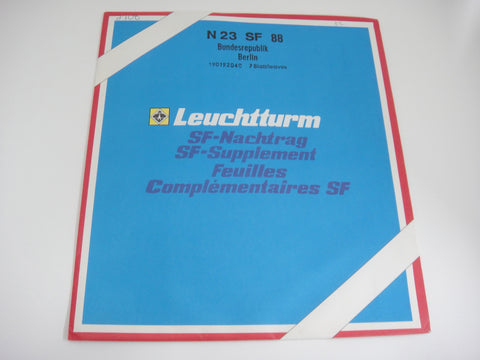 N 23 SF 88
Bundesrepublik
Berlin
Leuchtturm
SF-Nachtrag
SF-Supplement
Feuilles
Complémentaires SF